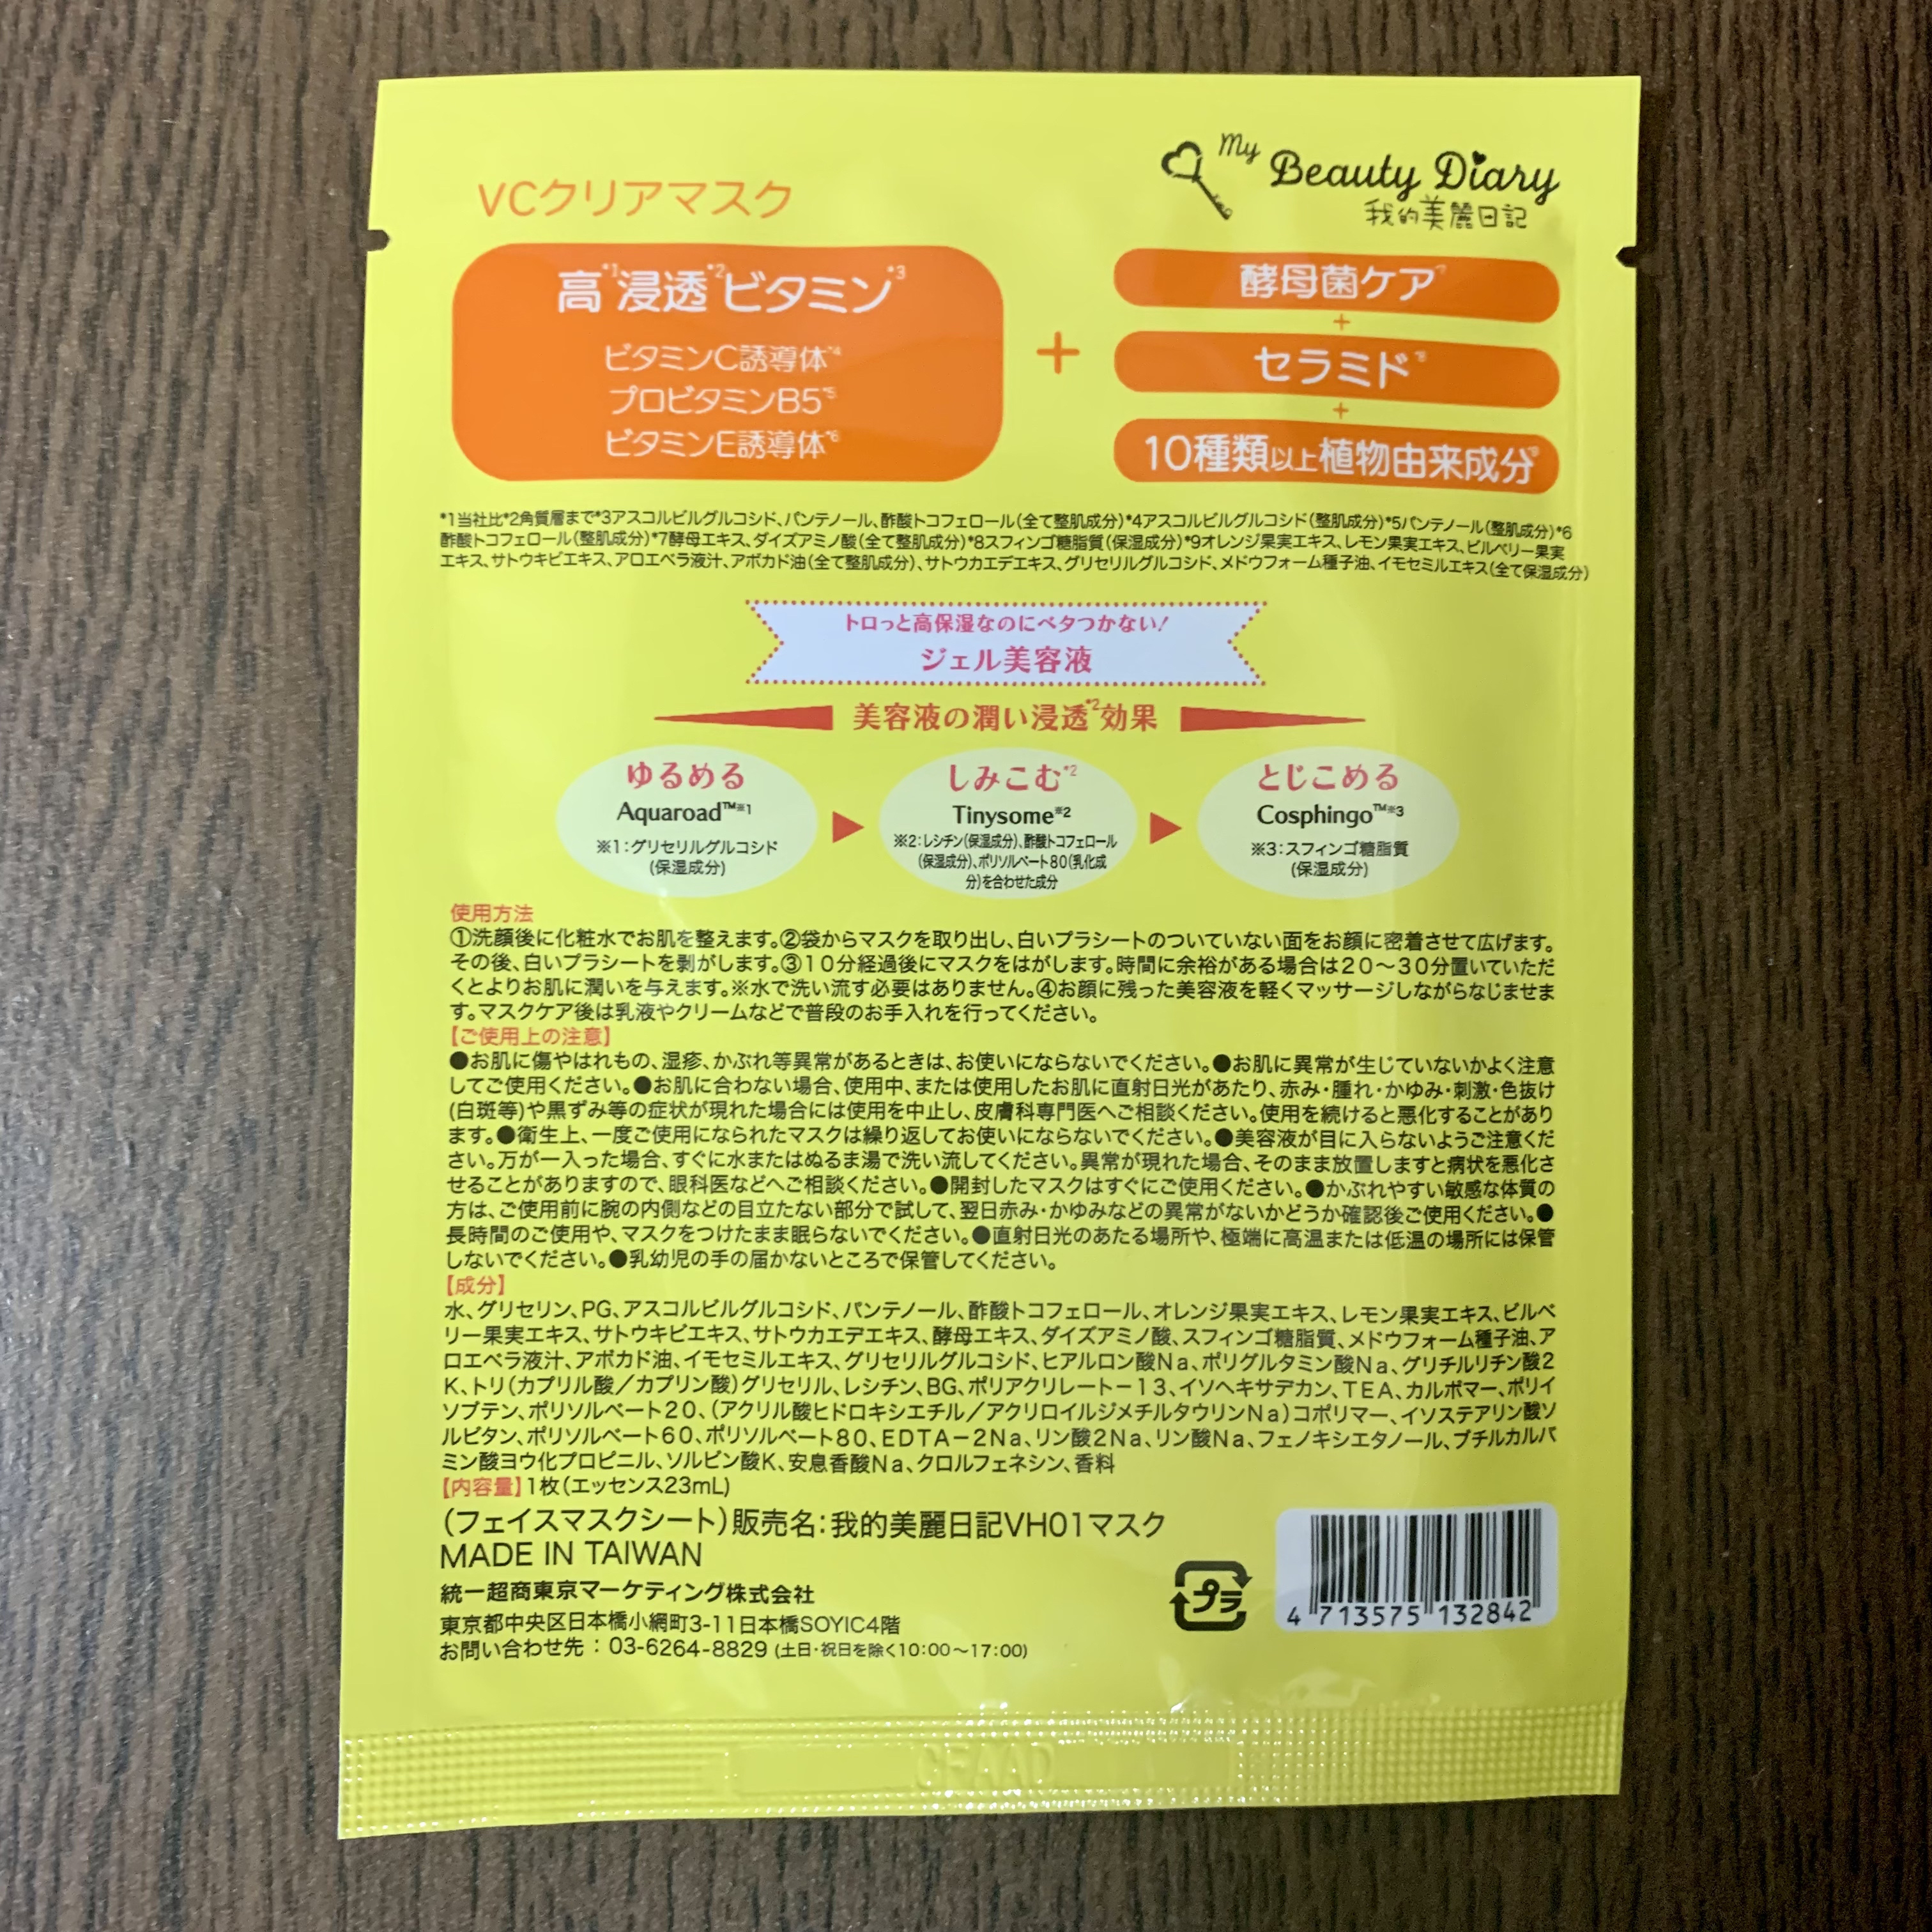 VCクリアマスク
My Beauty Diary
我的美麗日記
高*1浸透*2ビタミン*3
ビタミンC誘導体*4
プロビタミンB5*5
ビタミンE誘導体*6
+
酵母菌ケア*7
+
セラミド*8
+
10種類以上植物由来成分*9
*1当社比*2角質層まで*3アスコルビルグルコシド、パンテノール、酢酸トコフェロール(全て整肌成分)*4アスコルビルグルコシド(整肌成分)*5パンテノール(整肌成分)*6
酢酸トコフェロール(整肌成分)*7酵母エキス、ダイズアミノ酸(全て整肌成分)*8スフィンゴ糖脂質(保湿成分)*9オレンジ果実エキス、レモン果実エキス、ビルベリー果実
エキス、サトウキビエキス、アロエベラ液汁、アボカド油(全て整肌成分)、サトウカエデエキス、グリセリルグルコシド、メドウフォーム種子油、イモセミルエキス(全て保湿成分)
トロっと高保湿なのにベタつかない!
ジェル美容液
美容液の潤い浸透*2効果
ゆるめる
Aquaroad™※1
※1:グリセリルグルコシド
(保湿成分)
しみこむ*2
Tinysome※2
※2:レシチン(保湿成分)、酢酸トコフェロール
(保湿成分)、ポリソルベート80(乳化成
分)を合わせた成分
とじこめる
Cosphingo™※3
※3:スフィンゴ糖脂質
(保湿成分)
使用方法
①洗顔後に化粧水でお肌を整えます。②袋からマスクを取り出し、白いプラシートのついていない面をお顔に密着させて広げます。
その後、白いプラシートを剥がします。③10分経過後にマスクをはがします。時間に余裕がある場合は20〜30分置いていただ
くとよりお肌に潤いを与えます。※水で洗い流す必要はありません。④お顔に残った美容液を軽くマッサージしながらなじませま
す。マスクケア後は乳液やクリームなどで普段のお手入れを行ってください。
【ご使用上の注意】
●お肌に傷やはれもの、湿疹、かぶれ等異常があるときは、お使いにならないでください。●お肌に異常が生じていないかよく注意
してご使用ください。●お肌に合わない場合、使用中、または使用したお肌に直射日光があたり、赤み・腫れ・かゆみ・刺激・色抜け
(白斑等)や黒ずみ等の症状が現れた場合には使用を中止し、皮膚科専門医へご相談ください。使用を続けると悪化することがあり
ます。●衛生上、一度ご使用になられたマスクは繰り返してお使いにならないでください。●美容液が目に入らないようご注意くだ
さい。万が一入った場合、すぐに水またはぬるま湯で洗い流してください。異常が現れた場合、そのまま放置しますと病状を悪化さ
せることがありますので、眼科医などへご相談ください。●開封したマスクはすぐにご使用ください。●かぶれやすい敏感な体質の
方は、ご使用前に腕の内側などの目立たない部分で試して、翌日赤み・かゆみなどの異常がないかどうか確認後ご使用ください。●
長時間のご使用や、マスクをつけたまま眠らないでください。●直射日光のあたる場所や、極端に高温または低温の場所には保管
しないでください。●乳幼児の手の届かないところで保管してください。
【成分】
水、グリセリン、PG、アスコルビルグルコシド、パンテノール、酢酸トコフェロール、オレンジ果実エキス、レモン果実エキス、ビルベ
リー果実エキス、サトウキビエキス、サトウカエデエキス、酵母エキス、ダイズアミノ酸、スフィンゴ糖脂質、メドウフォーム種子油、ア
ロエベラ液汁、アボカド油、イモセミルエキス、グリセリルグルコシド、ヒアルロン酸Na、ポリグルタミン酸Na、グリチルリチン酸2
K、トリ(カプリル酸/カプリン酸)グリセリル、レシチン、BG、ポリアクリレート-13、イソヘキサデカン、TEA、カルボマー、ポリイ
ソブテン、ポリソルベート20、(アクリル酸ヒドロキシエチル/アクリロイルジメチルタウリンNa)コポリマー、イソステアリン酸ソ
ルビタン、ポリソルベート60、ポリソルベート80、EDTA-2Na、リン酸2Na、リン酸Na、フェノキシエタノール、ブチルカルバ
ミン酸ヨウ化プロピニル、ソルビン酸K、安息香酸Na、クロルフェネシン、香料
【内容量】1枚(エッセンス23mL)
(フェイスマスクシート)販売名:我的美麗日記VH01マスク
MADE IN TAIWAN
統一超商東京マーケティング株式会社
東京都中央区日本橋小網町3-11日本橋SOYIC4階
お問い合わせ先:03-6264-8829 (土日・祝日を除く10:00〜17:00)
プラ
4 713575 132842